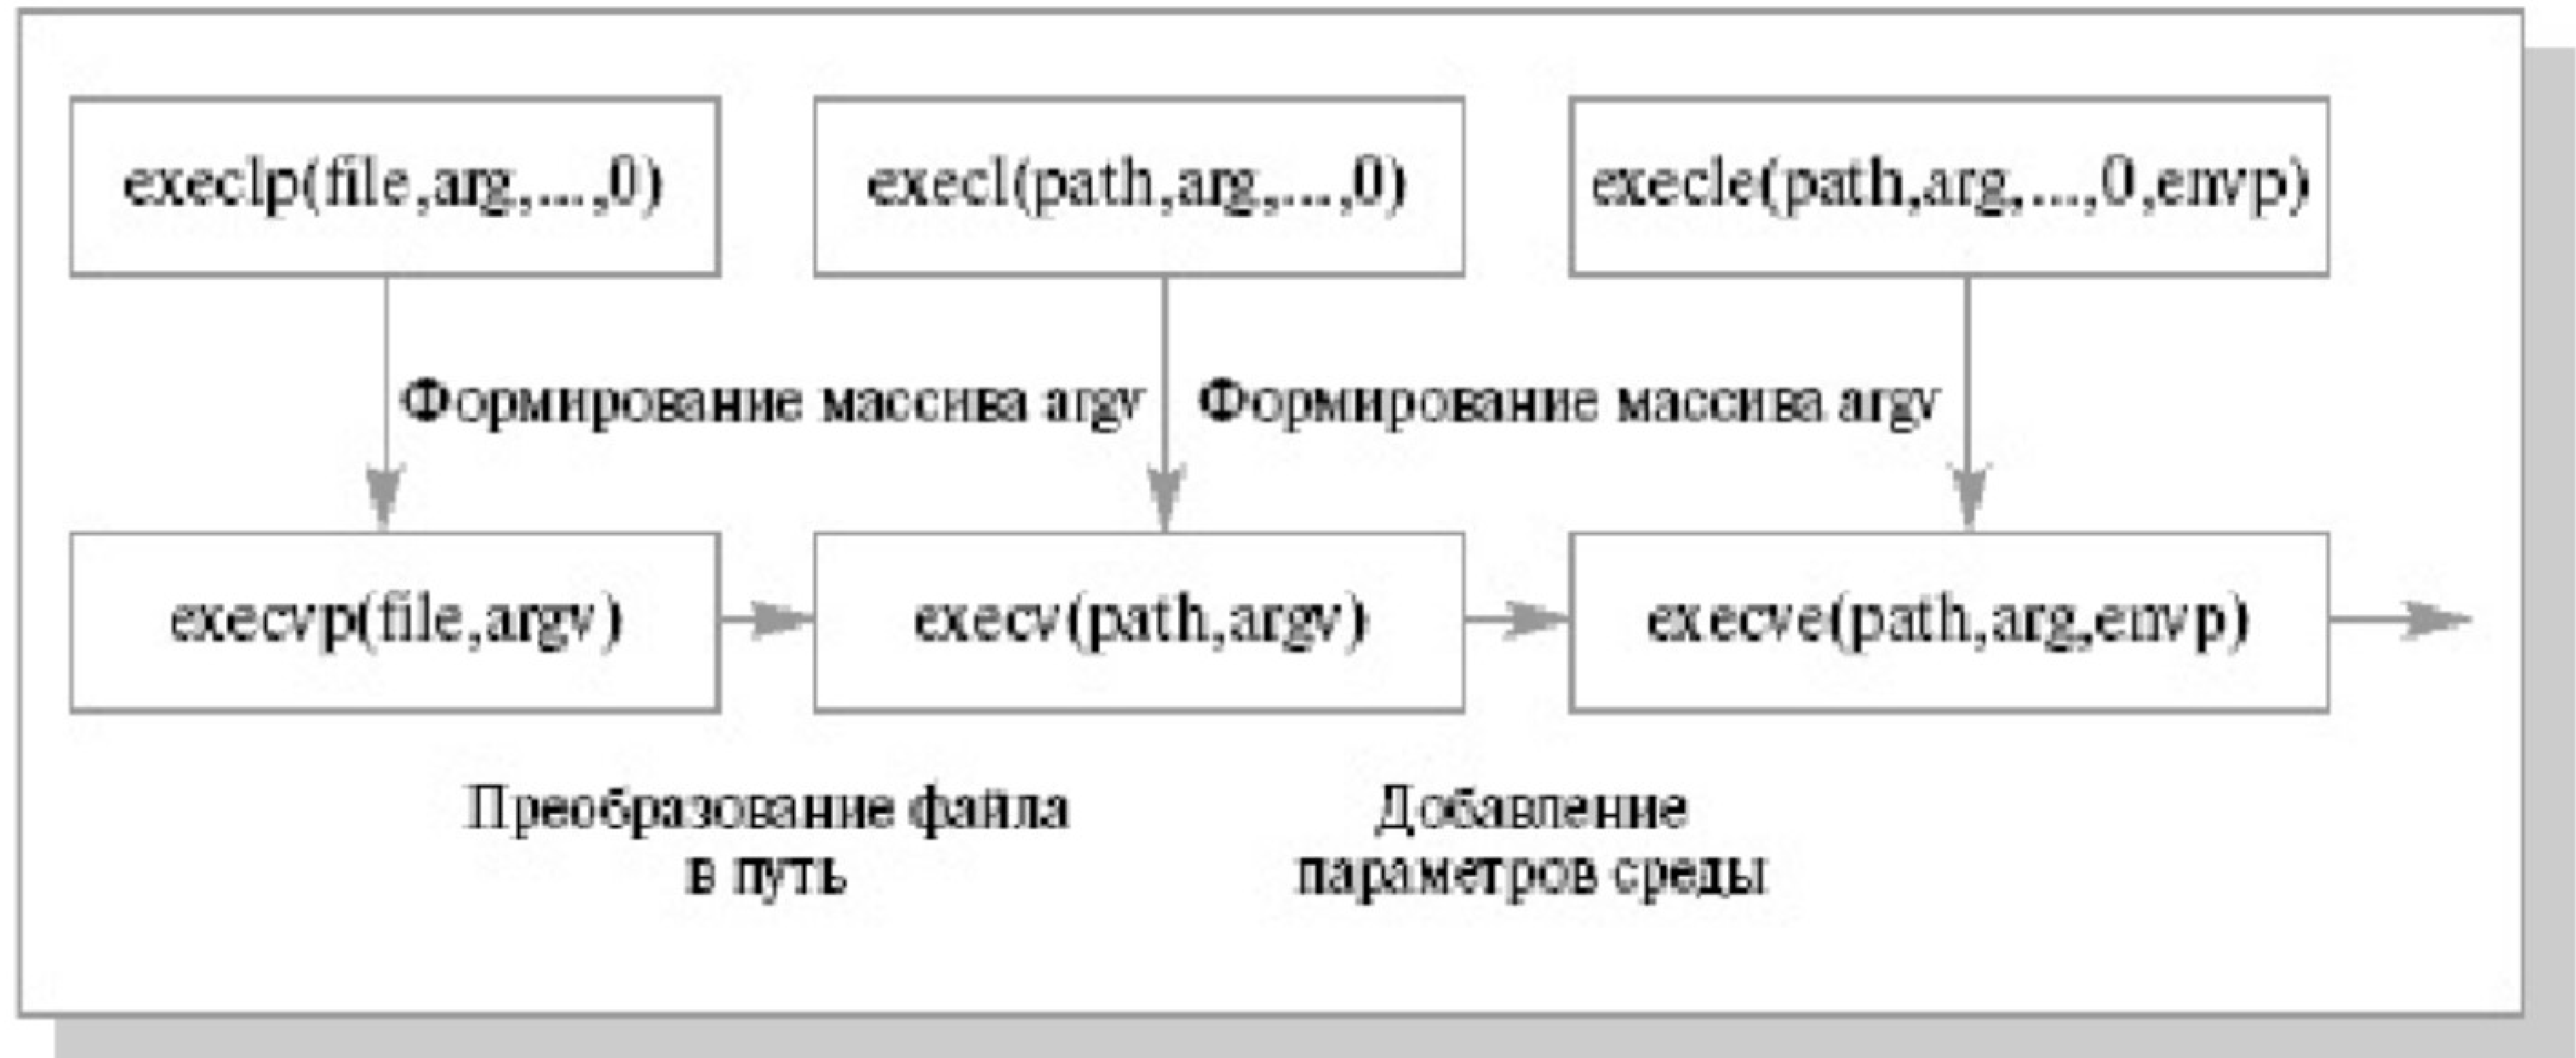 execlp(file,arg,...,0)
execl(path,arg,...,0)
execle(path,arg,...,0,envp)
Формирование массива argv
Формирование массива argv
execvp(file,argv)
execv(path,argv)
execve(path,arg,envp)
Преобразование файла
в путь
Добавление
параметров среды